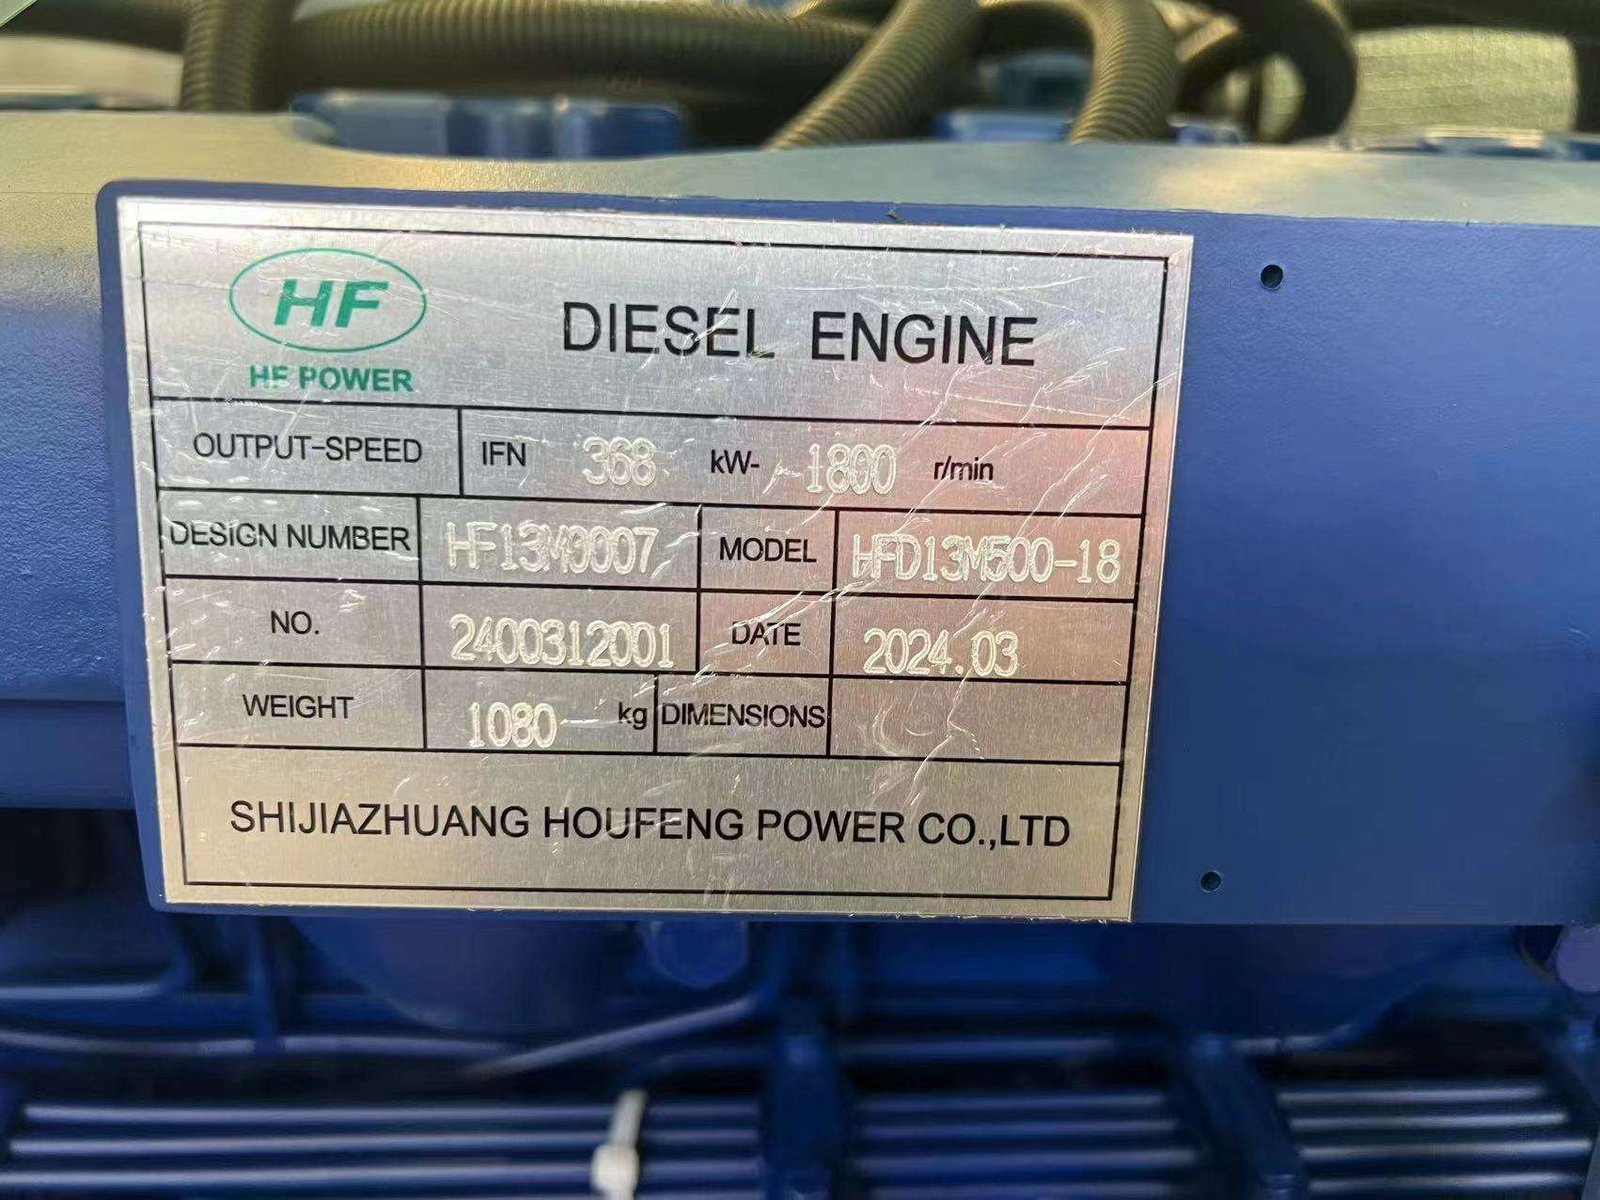 HF
HF POWER
DIESEL ENGINE
OUTPUT-SPEED IFN 368 kW- 1800 r/min
DESIGN NUMBER HF13M0007 MODEL HFD13M500-18
NO. 2400312001 DATE 2024.03
WEIGHT 1080 kg DIMENSIONS
SHIJIAZHUANG HOUFENG POWER CO.,LTD